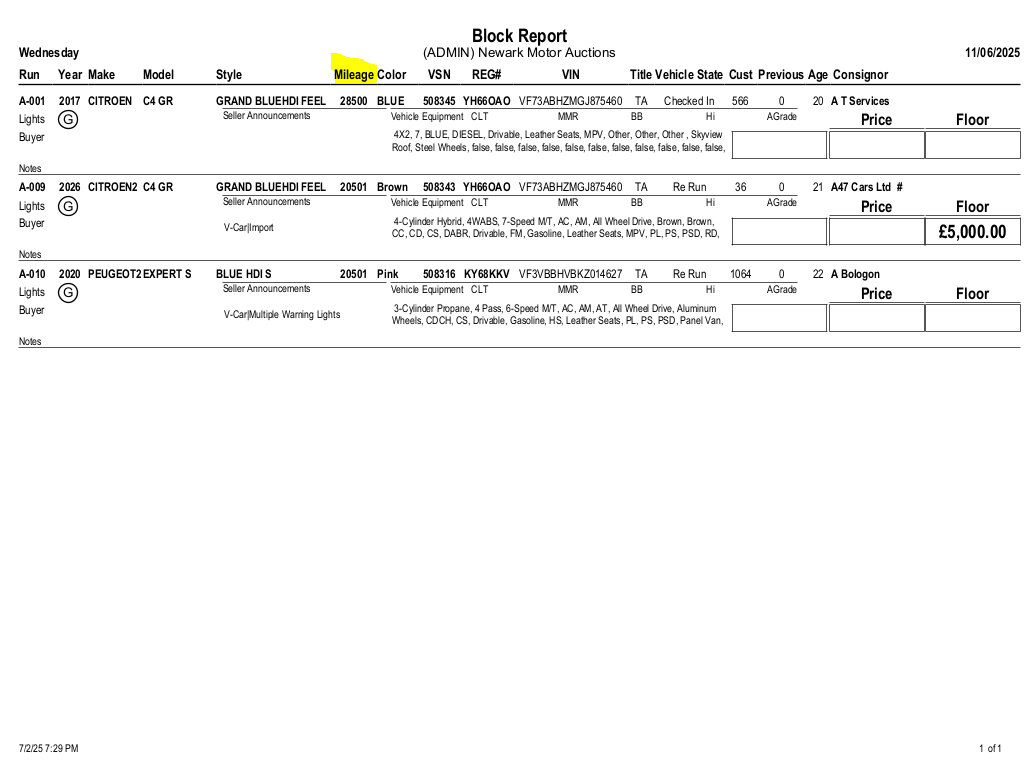 Block Report
Wednesday (ADMIN) Newark Motor Auctions 11/06/2025
Run Year Make Model Style Mileage Color VSN REG# VIN Title Vehicle State Cust Previous Age Consignor
A-001 2017 CITROEN C4 GR GRAND BLUEHDI FEEL 28500 BLUE 508345 YH66OAO VF73ABHZMGJ875460 TA Checked In 566 0 20 A T Services
Lights G Seller Announcements Vehicle Equipment CLT MMR BB Hi AGrade Price Floor
Buyer 4X2, 7, BLUE, DIESEL, Drivable, Leather Seats, MPV, Other, Other, Other , Skyview
Roof, Steel Wheels, false, false, false, false, false, false, false, false, false, false, false,
Notes
A-009 2026 CITROEN2 C4 GR GRAND BLUEHDI FEEL 20501 Brown 508343 YH66OAO VF73ABHZMGJ875460 TA Re Run 36 0 21 A47 Cars Ltd #
Lights G Seller Announcements Vehicle Equipment CLT MMR BB Hi AGrade Price Floor
Buyer V-Car|Import 4-Cylinder Hybrid, 4WABS, 7-Speed M/T, AC, AM, All Wheel Drive, Brown, Brown,
CC, CD, CS, DABR, Drivable, FM, Gasoline, Leather Seats, MPV, PL, PS, PSD, RD, £5,000.00
Notes
A-010 2020 PEUGEOT2 EXPERT S BLUE HDI S 20501 Pink 508316 KY68KKV VF3VBBHVBKZ014627 TA Re Run 1064 0 22 A Bologon
Lights G Seller Announcements Vehicle Equipment CLT MMR BB Hi AGrade Price Floor
Buyer V-Car|Multiple Warning Lights 3-Cylinder Propane, 4 Pass, 6-Speed M/T, AC, AM, AT, All Wheel Drive, Aluminum
Wheels, CDCH, CS, Drivable, Gasoline, HS, Leather Seats, PL, PS, PSD, Panel Van,
Notes
7/2/25 7:29 PM 1 of 1